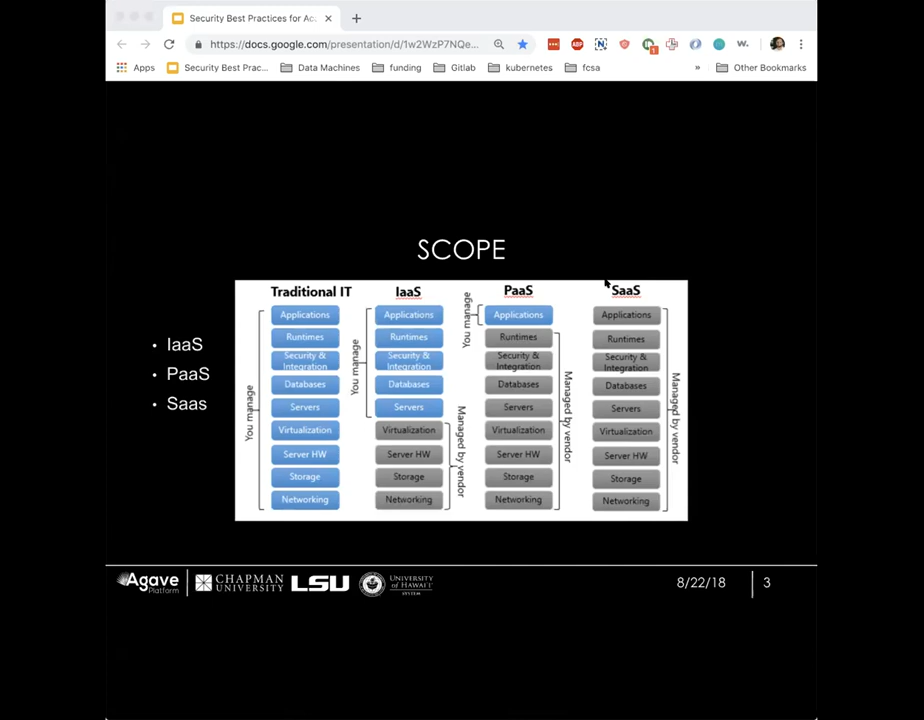 Security Best Practices for Ac
https://docs.google.com/presentation/d/1w2WzP7NQe...
ABP
N
1
w.
Apps
Security Best Prac...
Data Machines
funding
Gitlab
kubernetes
fcsa
»
Other Bookmarks
SCOPE
• IaaS
• PaaS
• Saas
Traditional IT
Applications
Runtimes
Security &
Integration
Databases
Servers
Virtualization
Server HW
Storage
Networking
You manage
IaaS
Applications
Runtimes
Security &
Integration
Databases
Servers
Virtualization
Server HW
Storage
Networking
You manage
Managed by vendor
PaaS
Applications
Runtimes
Security &
Integration
Databases
Servers
Virtualization
Server HW
Storage
Networking
You manage
Managed by vendor
SaaS
Applications
Runtimes
Security &
Integration
Databases
Servers
Virtualization
Server HW
Storage
Networking
Managed by vendor
Agave
Platform
CHAPMAN
UNIVERSITY
LSU
UNIVERSITY
OF HAWAI‘I
SYSTEM
8/22/18
3